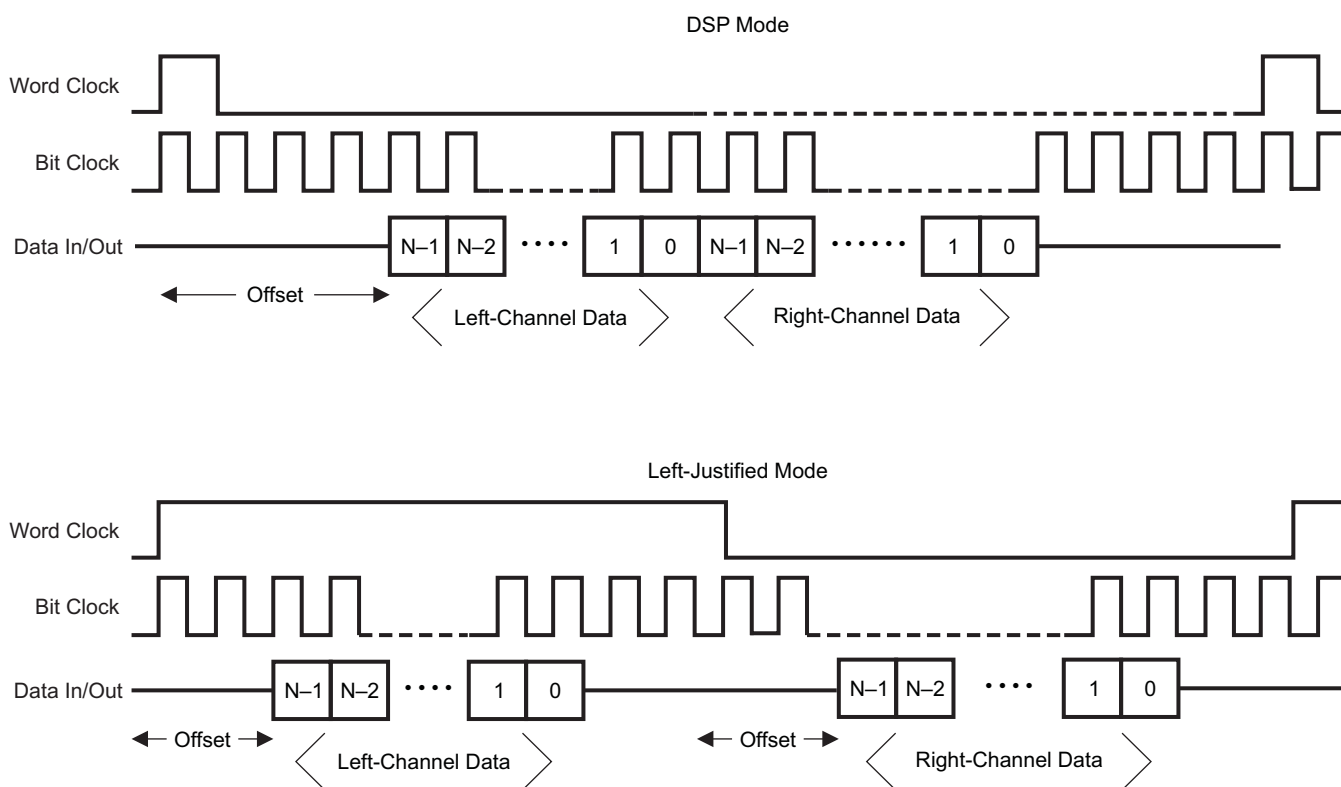 DSP Mode
Word Clock
Bit Clock
Data In/Out
N–1 N–2 •••• 1 0 N–1 N–2 •••••• 1 0
Offset
Left-Channel Data
Right-Channel Data
Left-Justified Mode
Word Clock
Bit Clock
Data In/Out
N–1 N–2 •••• 1 0 N–1 N–2 •••• 1 0
Offset
Offset
Left-Channel Data
Right-Channel Data